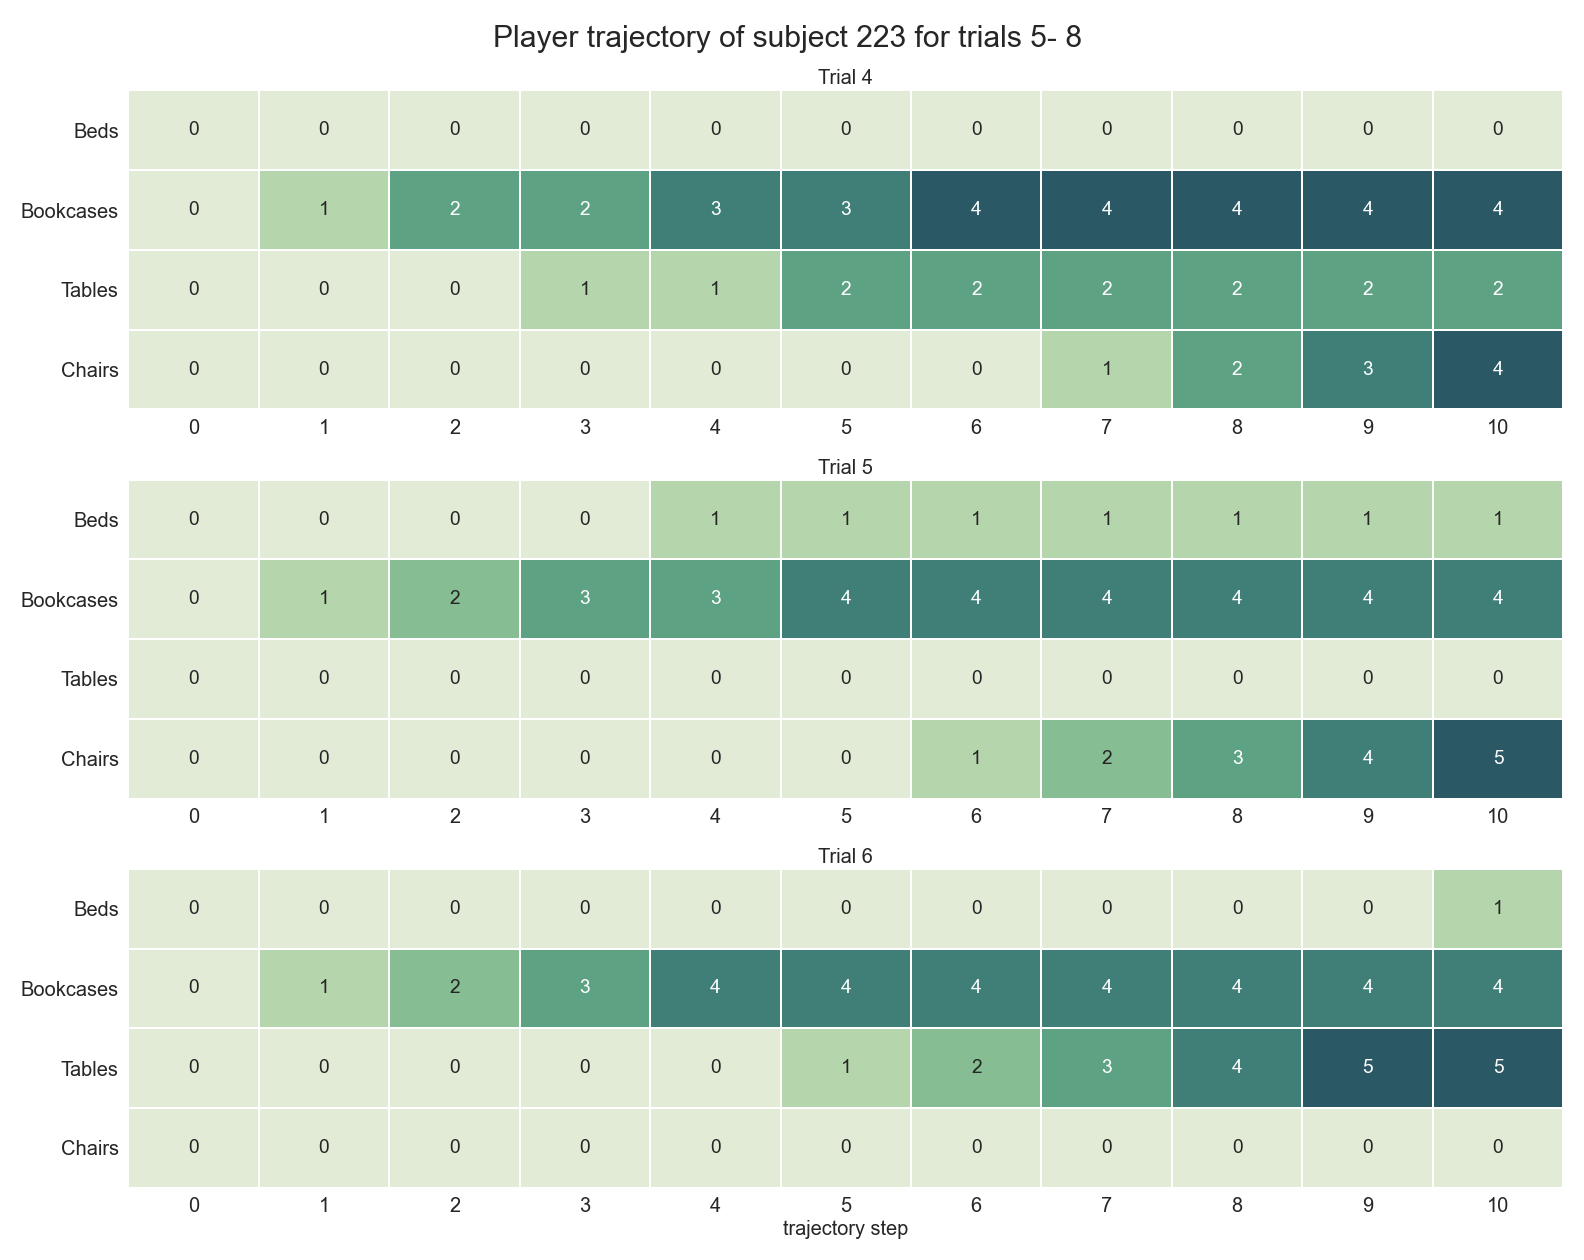 Player trajectory of subject 223 for trials 5- 8
Trial 4
Beds 0 0 0 0 0 0 0 0 0 0 0
Bookcases 0 1 2 2 3 3 4 4 4 4 4
Tables 0 0 0 1 1 2 2 2 2 2 2
Chairs 0 0 0 0 0 0 0 1 2 3 4
0 1 2 3 4 5 6 7 8 9 10
Trial 5
Beds 0 0 0 0 1 1 1 1 1 1 1
Bookcases 0 1 2 3 3 4 4 4 4 4 4
Tables 0 0 0 0 0 0 0 0 0 0 0
Chairs 0 0 0 0 0 0 1 2 3 4 5
0 1 2 3 4 5 6 7 8 9 10
Trial 6
Beds 0 0 0 0 0 0 0 0 0 0 1
Bookcases 0 1 2 3 4 4 4 4 4 4 4
Tables 0 0 0 0 0 1 2 3 4 5 5
Chairs 0 0 0 0 0 0 0 0 0 0 0
0 1 2 3 4 5 6 7 8 9 10
trajectory step